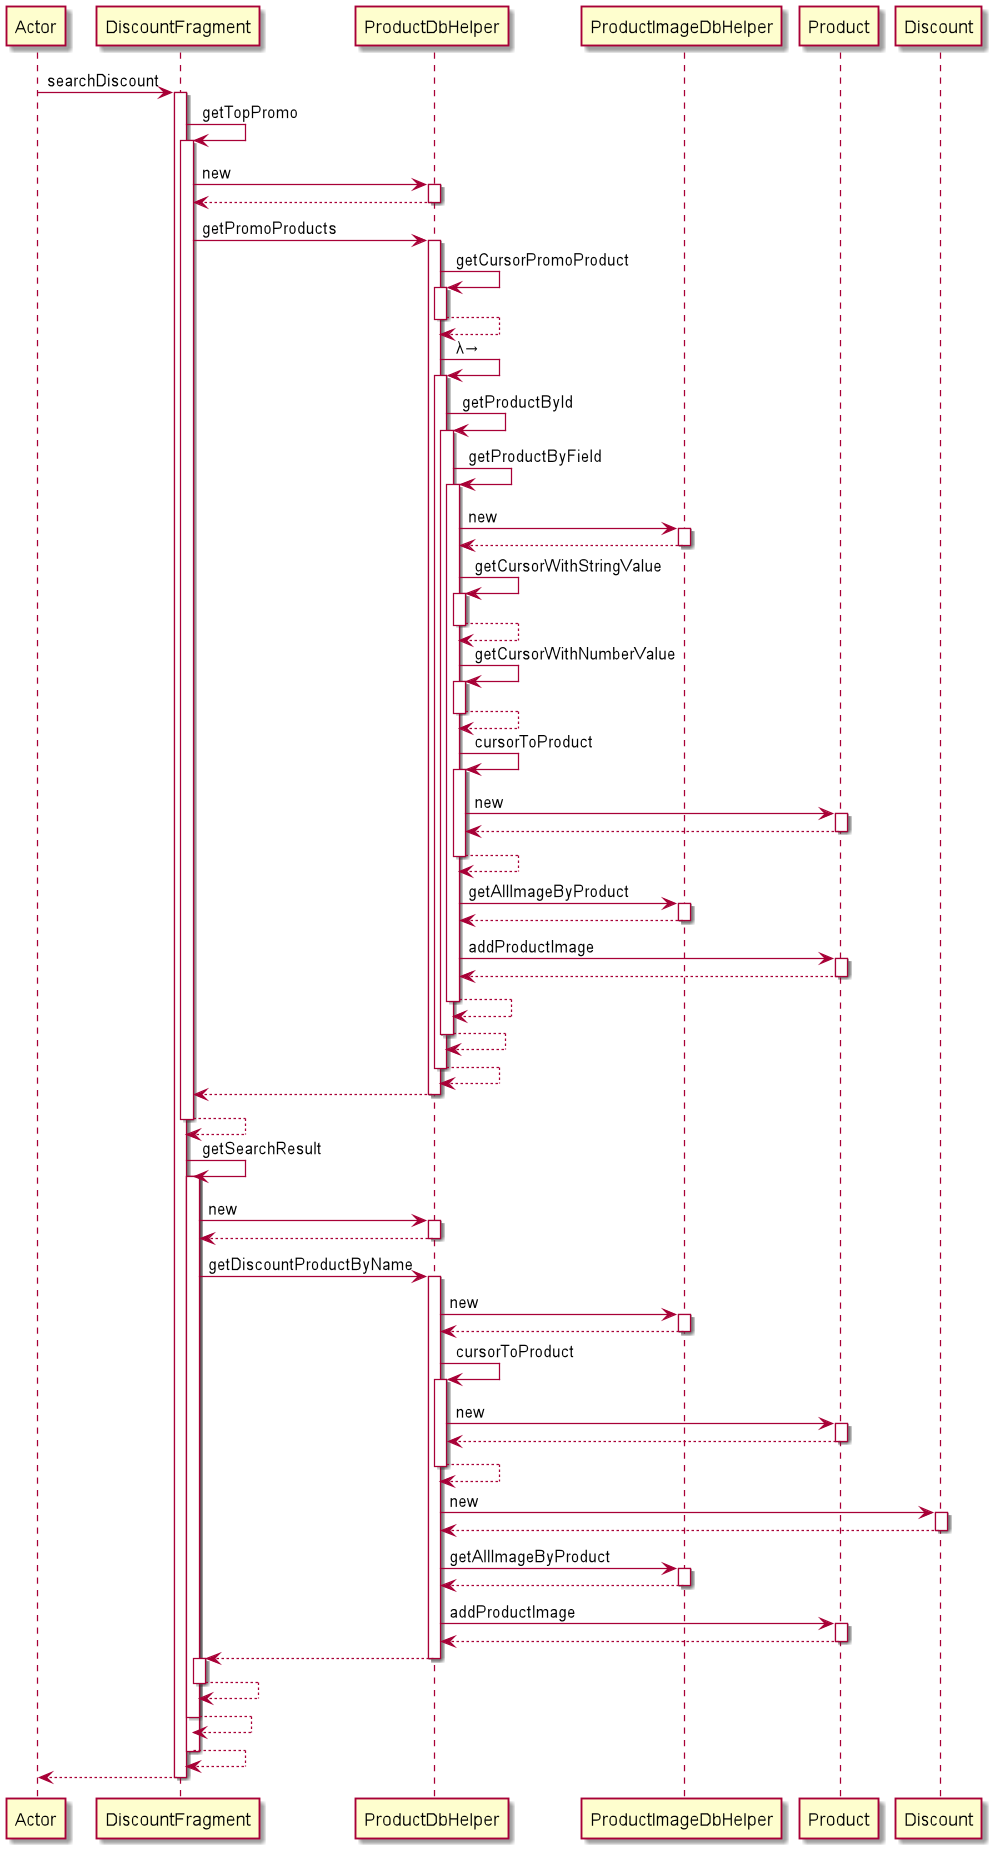 Actor DiscountFragment ProductDbHelper ProductImageDbHelper Product Discount
searchDiscount
getTopPromo
new
getPromoProducts
getCursorPromoProduct
λ→
getProductById
getProductByField
new
getCursorWithStringValue
getCursorWithNumberValue
cursorToProduct
new
getAllImageByProduct
addProductImage
getSearchResult
new
getDiscountProductByName
new
cursorToProduct
new
new
getAllImageByProduct
addProductImage
Actor DiscountFragment ProductDbHelper ProductImageDbHelper Product Discount